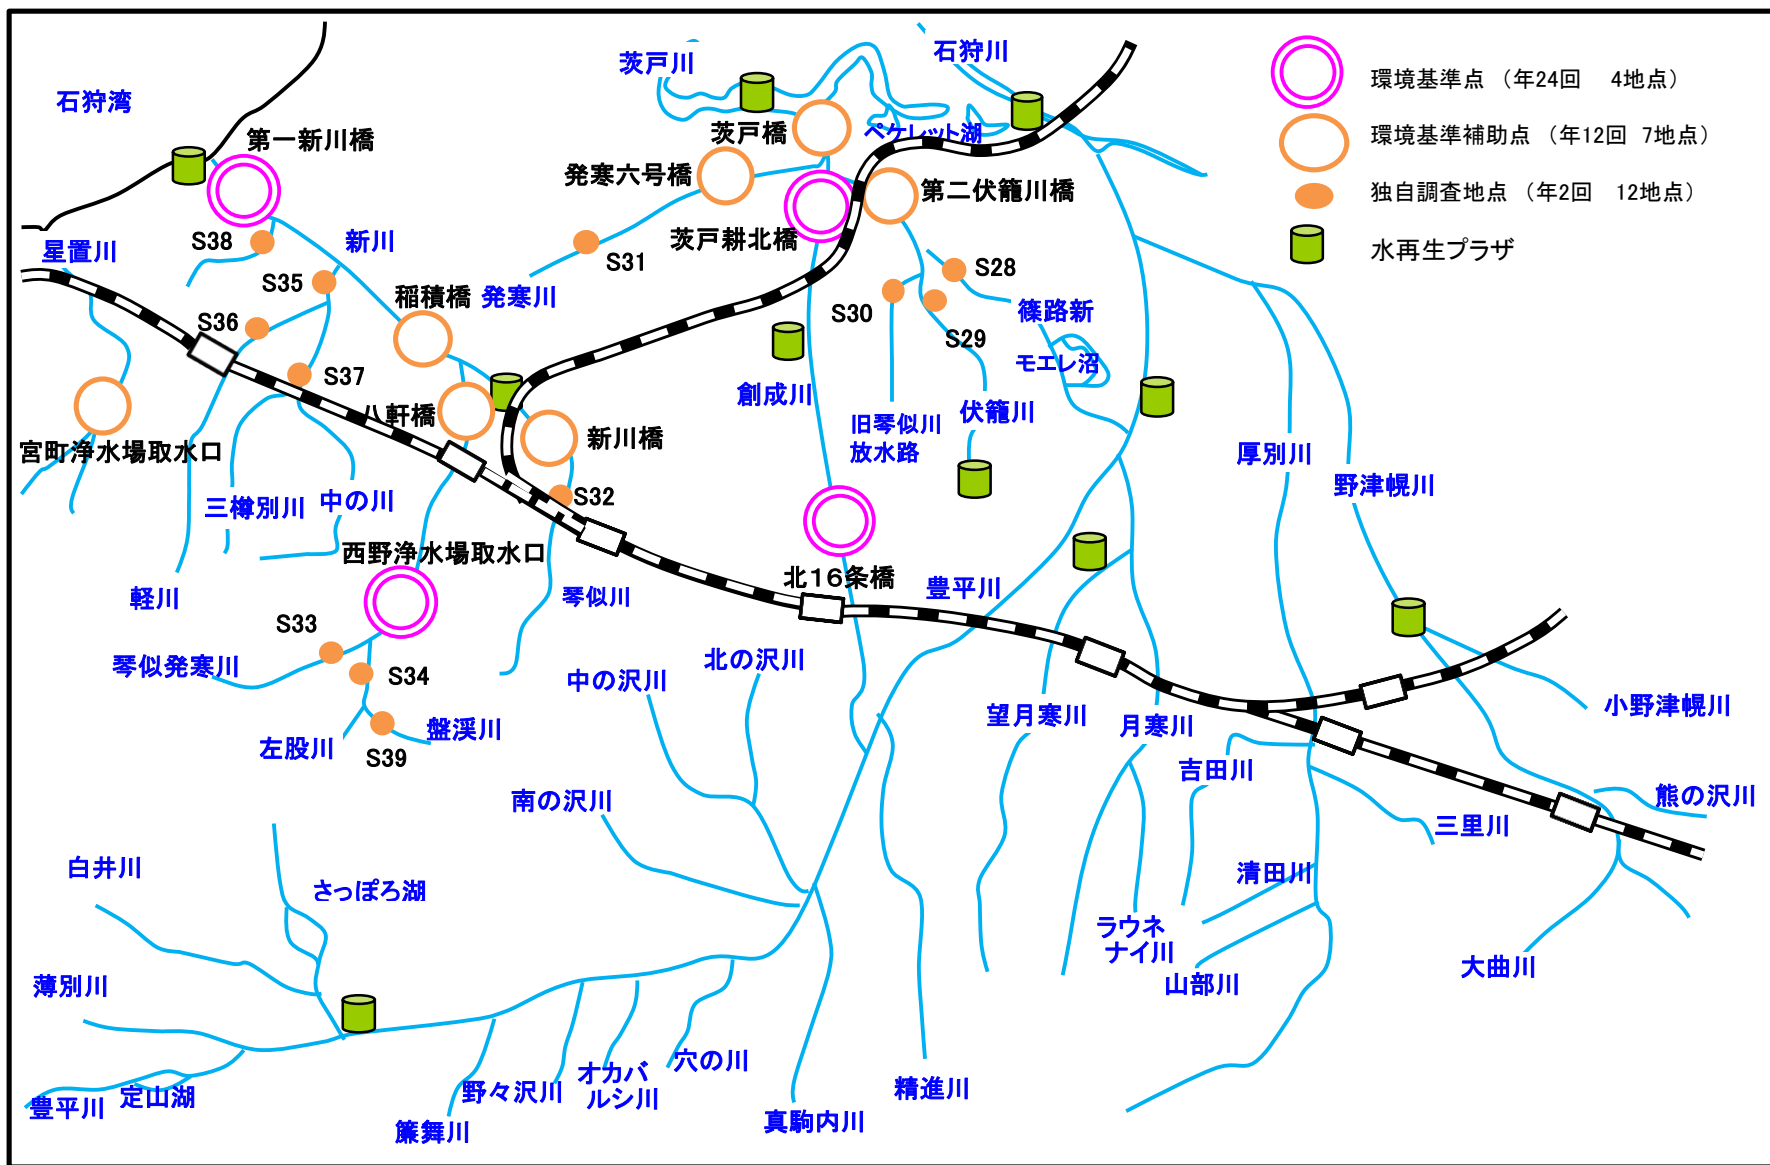 茨戸川
石狩川
石狩湾
環境基準点 （年24回　4地点）
第一新川橋
茨戸橋
ペケレット湖
環境基準補助点 （年12回 7地点）
発寒六号橋
第二伏籠川橋
独自調査地点 （年2回　12地点）
星置川
S38
新川
茨戸耕北橋
水再生プラザ
S31
S28
S35
稲積橋
発寒川
S30
S29
篠路新
S36
モエレ沼
S37
創成川
八軒橋
旧琴似川
放水路
伏籠川
新川橋
宮町浄水場取水口
厚別川
野津幌川
三樽別川
中の川
S32
西野浄水場取水口
北16条橋
豊平川
軽川
琴似川
S33
琴似発寒川
S34
中の沢川
北の沢川
望月寒川
月寒川
小野津幌川
左股川
盤渓川
S39
吉田川
南の沢川
熊の沢川
三里川
白井川
さっぽろ湖
清田川
ラウネ
ナイ川
山部川
大曲川
薄別川
豊平川
定山湖
野々沢川
オカバ
ルシ川
穴の川
精進川
簾舞川
真駒内川